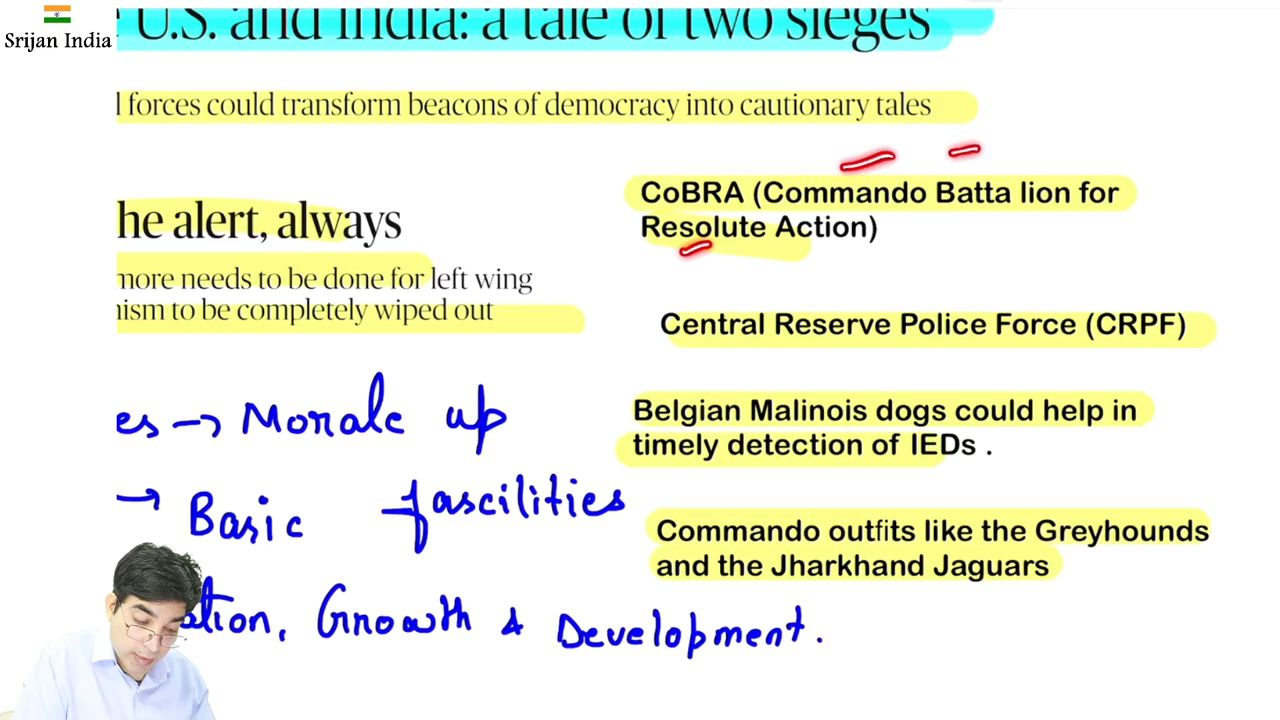 Srijan India
U.S. and India: a tale of two sieges
forces could transform beacons of democracy into cautionary tales
he alert, always
more needs to be done for left wing
nism to be completely wiped out
CoBRA (Commando Batta lion for
Resolute Action)
Central Reserve Police Force (CRPF)
Belgian Malinois dogs could help in
timely detection of IEDs .
Commando outfits like the Greyhounds
and the Jharkhand Jaguars
es → Morale up
→ Basic fascilities
ation, Growth & Development.